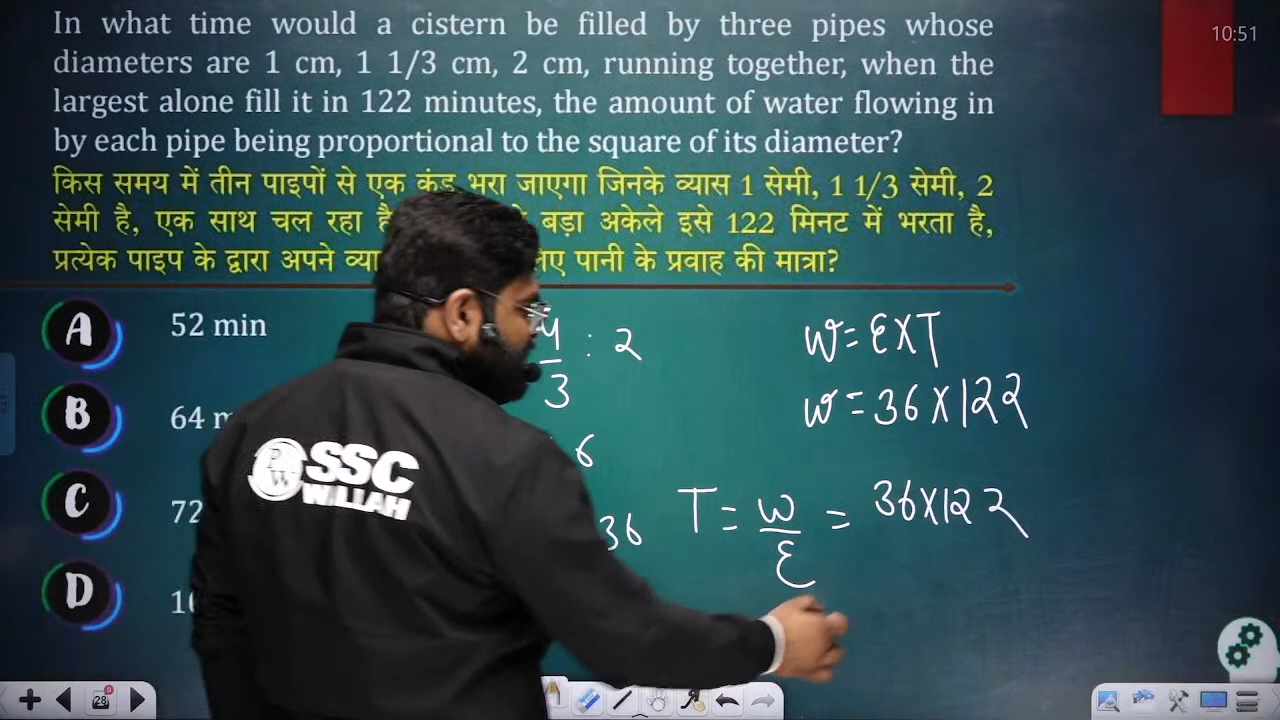 In what time would a cistern be filled by three pipes whose
10:51
diameters are 1 cm, 1 1/3 cm, 2 cm, running together, when the
largest alone fill it in 122 minutes, the amount of water flowing in
by each pipe being proportional to the square of its diameter?
किस समय में तीन पाइपों से एक कुंड भरा जाएगा जिनके व्यास 1 सेमी, 1 1/3 सेमी, 2
सेमी है, एक साथ चल रहा बड़ा अकेले इसे 122 मिनट में भरता है,
प्रत्येक पाइप के द्वारा अपने पानी के प्रवाह की मात्रा?
A 52 min
B 64
C 72
D
4/3 : 2
6
36
W = E X T
W = 36 X 122
T = W/E = 36X122
SSC
WALLAH
PW
28